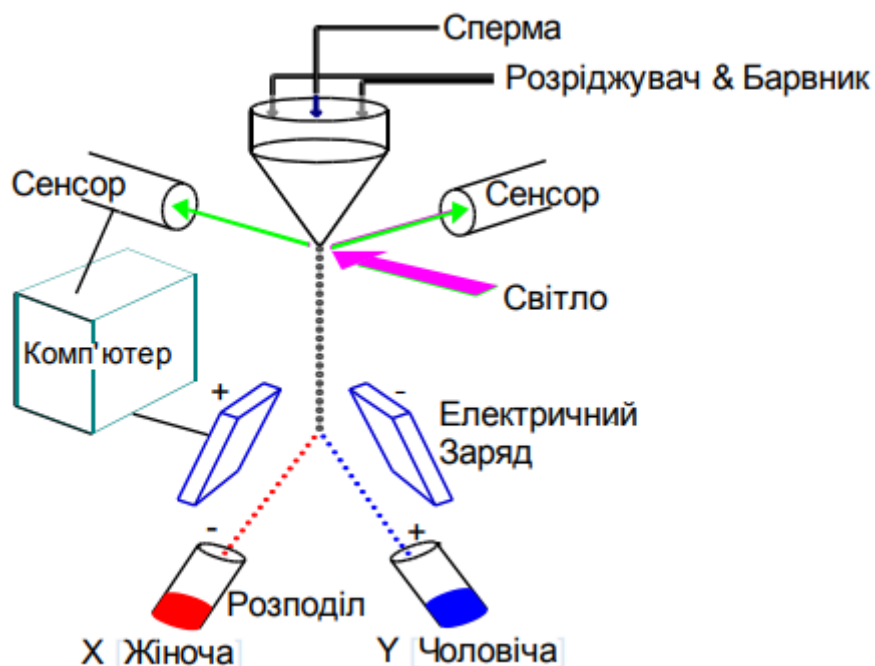 Сперма
Розріджувач & Барвник
Сенсор
Сенсор
Світло
Комп'ютер
+
-
Електричний
Заряд
-
+
Розподіл
X [Жіноча]
Y [Чоловіча]